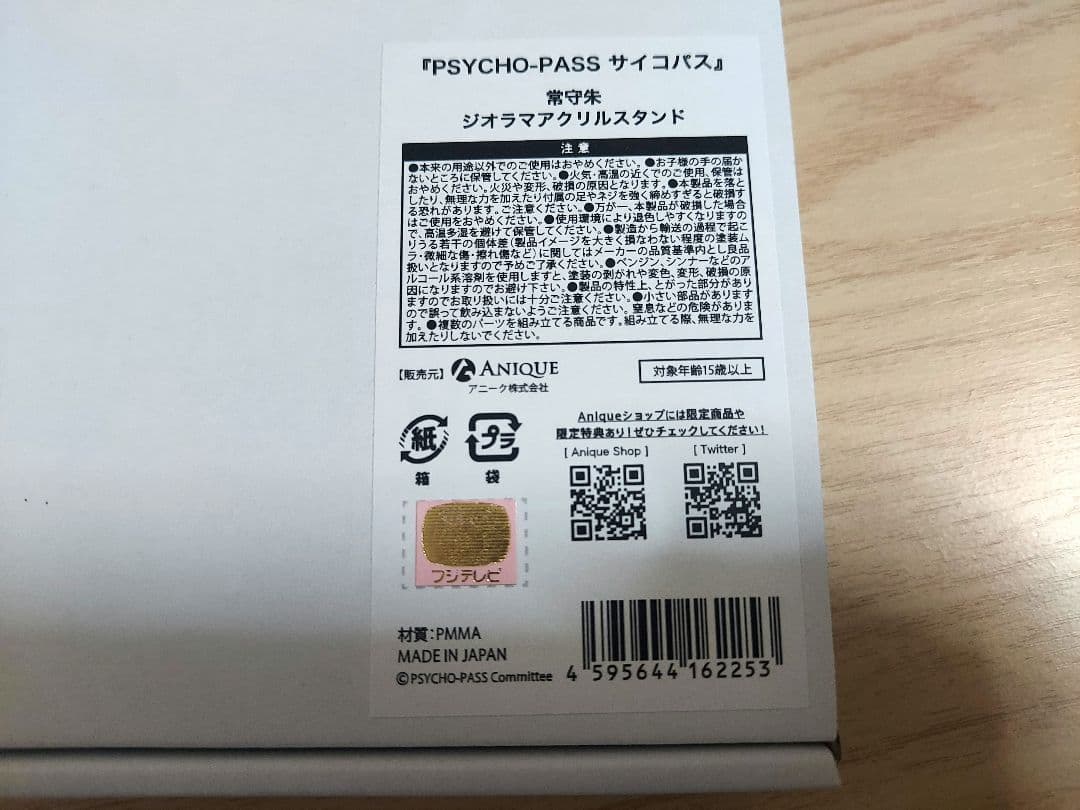 『PSYCHO-PASS サイコパス』
常守朱
ジオラマアクリルスタンド
注意
●本来の用途以外でのご使用はおやめください。●お子様の手の届か
ないところに保管してください。●火気・高温の近くでのご使用、保管は
おやめください。火災や変形、破損の原因となります。●本製品を落と
したり、無理な力を加えたり付属の足やネジを強く締めすぎると破損す
る恐れがあります。ご注意ください。●万が一、本製品が破損した場合
はご使用をおやめください。●使用環境により退色しやすくなりますの
で、高温多湿を避けて保管してください。●製造から輸送の過程で起こ
りうる若干の個体差(製品イメージを大きく損なわない程度の塗装ム
ラ・微細な傷・擦れ傷など)に関してはメーカーの品質基準内とし良品
扱いとなりますので予めご了承ください。●ベンジン、シンナーなどのア
ルコール系溶剤を使用しますと、塗装の剥がれや変色、変形、破損の原
因になりますのでお避け下さい。●製品の特性上、とがった部分があり
ますのでお取り扱いには十分ご注意ください。●小さい部品があります
ので誤って飲み込まないようご注意ください。窒息などの危険がありま
す。●複数のパーツを組み立てる商品です。組み立てる際、無理な力を
加えたりしないでください。
【販売元】 ANIQUE
アニーク株式会社
対象年齢15歳以上
紙
箱
プラ
袋
Aniqueショップには限定商品や
限定特典あり!ぜひチェックしてください!
[ Anique Shop ]
[ Twitter ]
フジテレビ
材質:PMMA
MADE IN JAPAN
©PSYCHO-PASS Committee
4 595644 162253